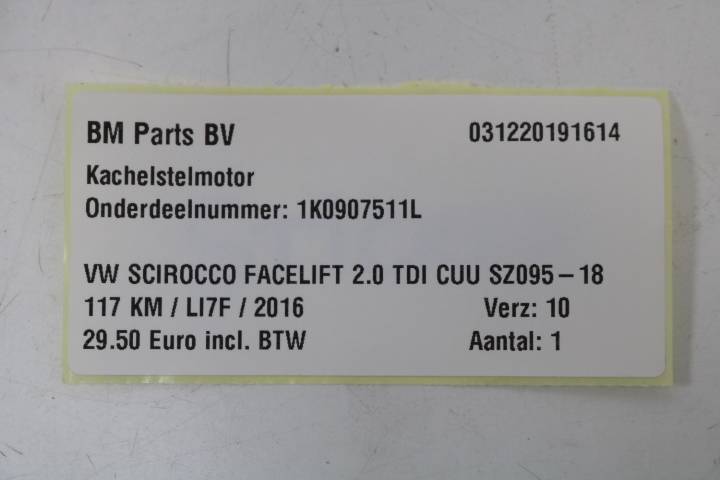 BM Parts BV 031220191614
Kachelstelmotor
Onderdeelnummer: 1K0907511L
VW SCIROCCO FACELIFT 2.0 TDI CUU SZ095-18
117 KM / LI7F / 2016 Verz: 10
29.50 Euro incl. BTW Aantal: 1